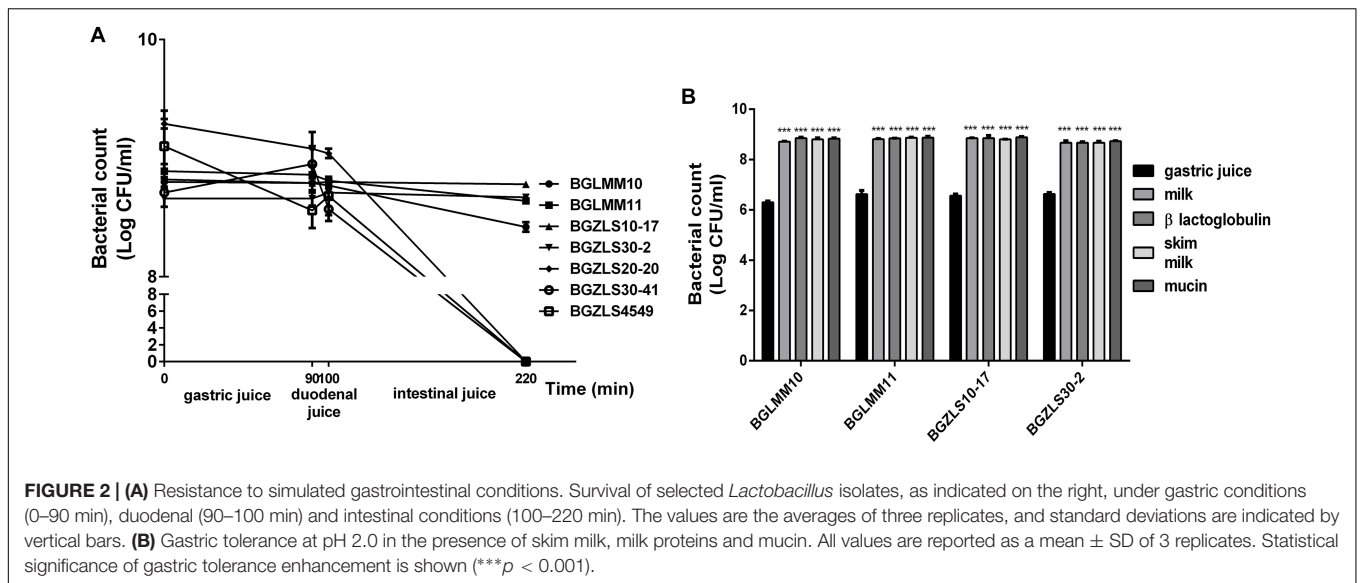 A
10
8
8
6
4
2
0
Bacterial count
(Log CFU/ml)
0
90100
220
Time (min)
gastric juice
duodenal
juice
intestinal juice
BGLMM10
BGLMM11
BGZLS10-17
BGZLS30-2
BGZLS20-20
BGZLS30-41
BGZLS4549
B
10
8
6
4
2
0
Bacterial count
(Log CFU/ml)
*** *** *** ***
*** *** *** ***
*** *** *** ***
*** *** *** ***
BGLMM10
BGLMM11
BGZLS10-17
BGZLS30-2
gastric juice
milk
β lactoglobulin
skim
milk
mucin
FIGURE 2 | (A) Resistance to simulated gastrointestinal conditions. Survival of selected Lactobacillus isolates, as indicated on the right, under gastric conditions
(0–90 min), duodenal (90–100 min) and intestinal conditions (100–220 min). The values are the averages of three replicates, and standard deviations are indicated by
vertical bars. (B) Gastric tolerance at pH 2.0 in the presence of skim milk, milk proteins and mucin. All values are reported as a mean ± SD of 3 replicates. Statistical
significance of gastric tolerance enhancement is shown (***p < 0.001).